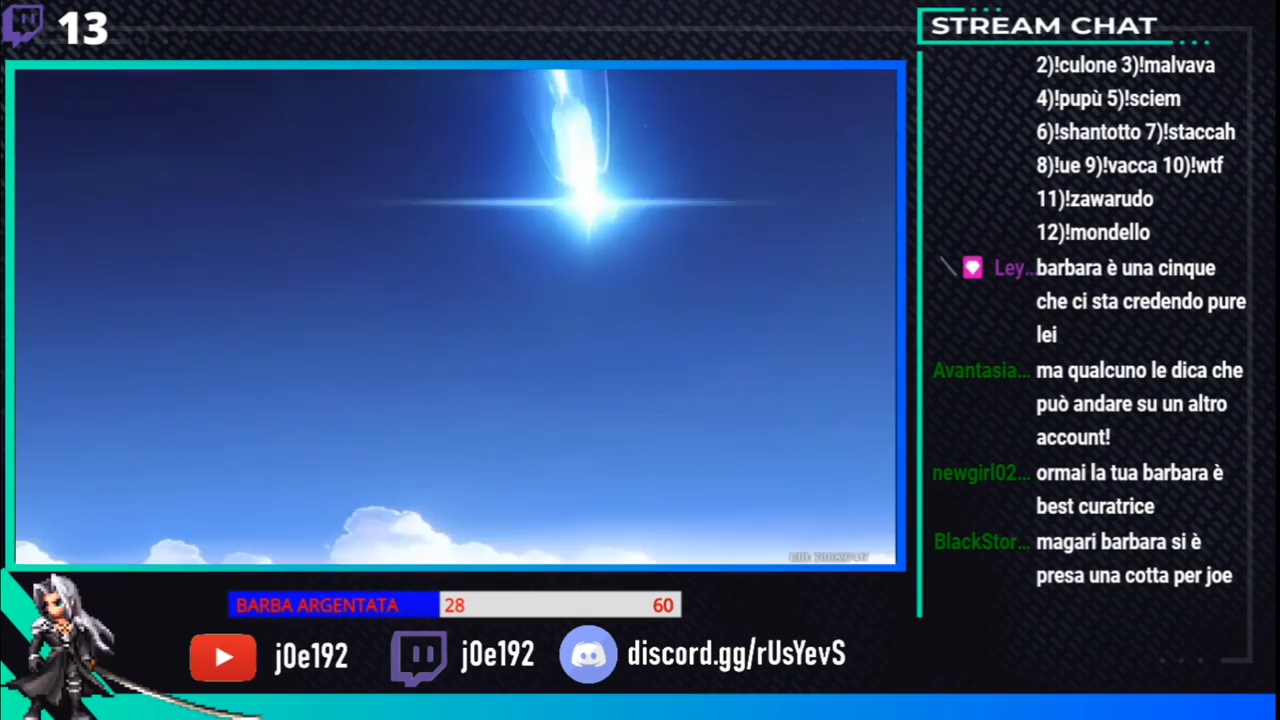 13
STREAM CHAT
2)!culone 3)!malvava
4)!pupù 5)!sciem
6)!shantotto 7)!staccah
8)!ue 9)!vacca 10)!wtf
11)!zawarudo
12)!mondello
Ley... barbara è una cinque
che ci sta credendo pure
lei
Avantasia... ma qualcuno le dica che
può andare su un altro
account!
newgirl02... ormai la tua barbara è
best curatrice
BlackStor... magari barbara si è
presa una cotta per joe
BARBA ARGENTATA 28 60
j0e192 j0e192 discord.gg/rUsYevS